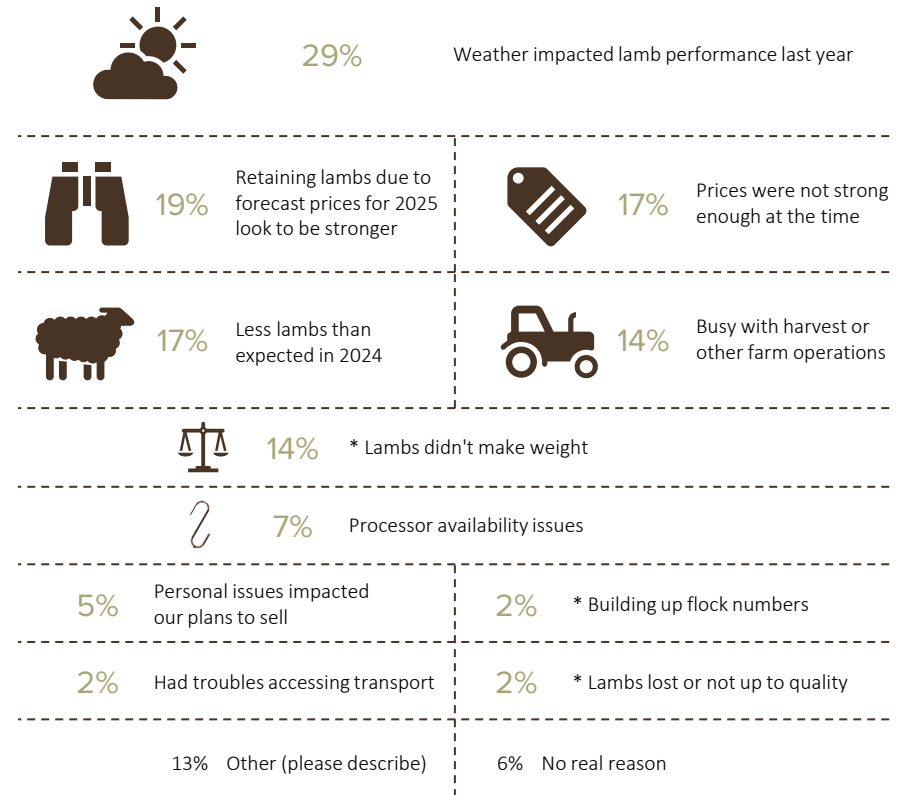 29% Weather impacted lamb performance last year
19% Retaining lambs due to
forecast prices for 2025
look to be stronger
17% Prices were not strong
enough at the time
17% Less lambs than
expected in 2024
14% Busy with harvest or
other farm operations
14% * Lambs didn't make weight
7% Processor availability issues
5% Personal issues impacted
our plans to sell
2% * Building up flock numbers
2% Had troubles accessing transport
2% * Lambs lost or not up to quality
13% Other (please describe)
6% No real reason